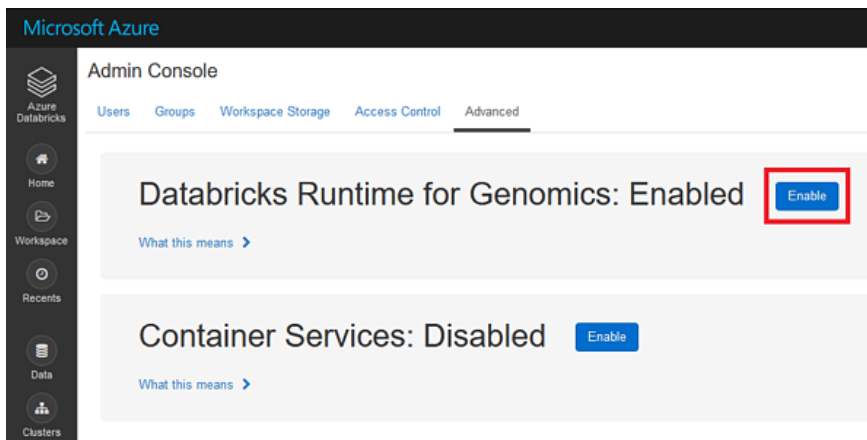 Microsoft Azure
Admin Console
Azure
Databricks
Users Groups Workspace Storage Access Control Advanced
Home
Databricks Runtime for Genomics: Enabled Enable
Workspace
What this means
Recents
Container Services: Disabled Enable
Data
What this means
Clusters